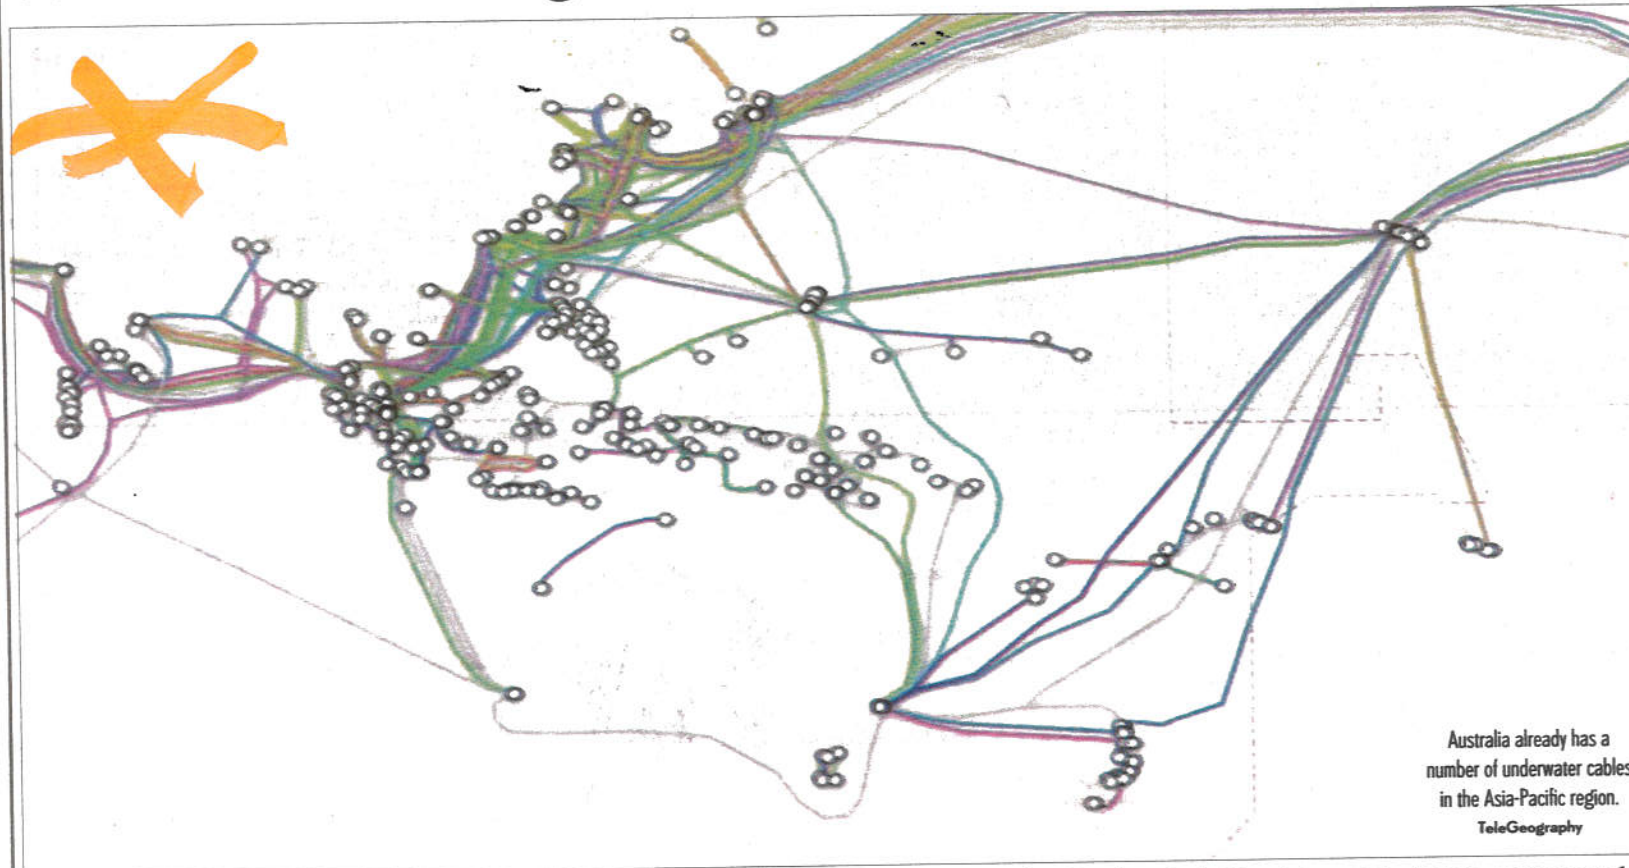 Australia already has a
number of underwater cables
in the Asia-Pacific region.
TeleGeography